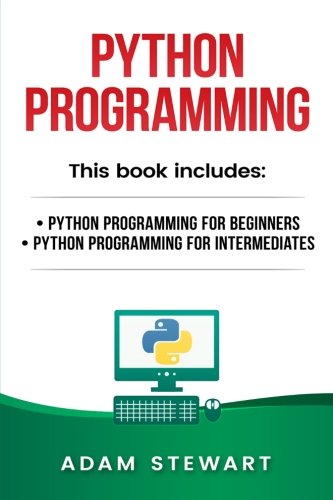 PYTHON
PROGRAMMING
This book includes:
• PYTHON PROGRAMMING FOR BEGINNERS
• PYTHON PROGRAMMING FOR INTERMEDIATES
ADAM STEWART